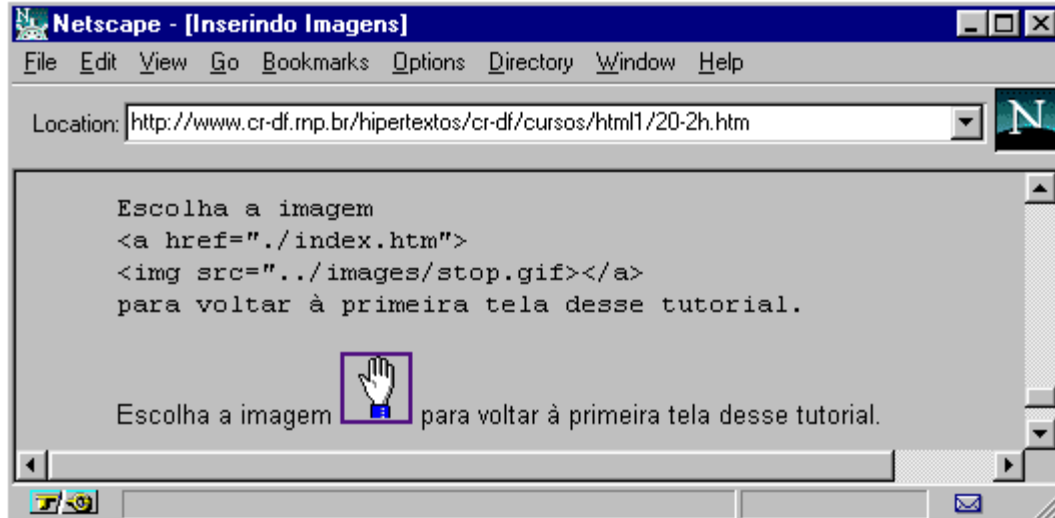 Netscape - [Inserindo Imagens]
File Edit View Go Bookmarks Options Directory Window Help
Location: http://www.cr-df.rnp.br/hipertextos/cr-df/cursos/html1/20-2h.htm
N
Escolha a imagem
<a href="./index.htm">
<img src="../images/stop.gif></a>
para voltar à primeira tela desse tutorial.
Escolha a imagem para voltar à primeira tela desse tutorial.